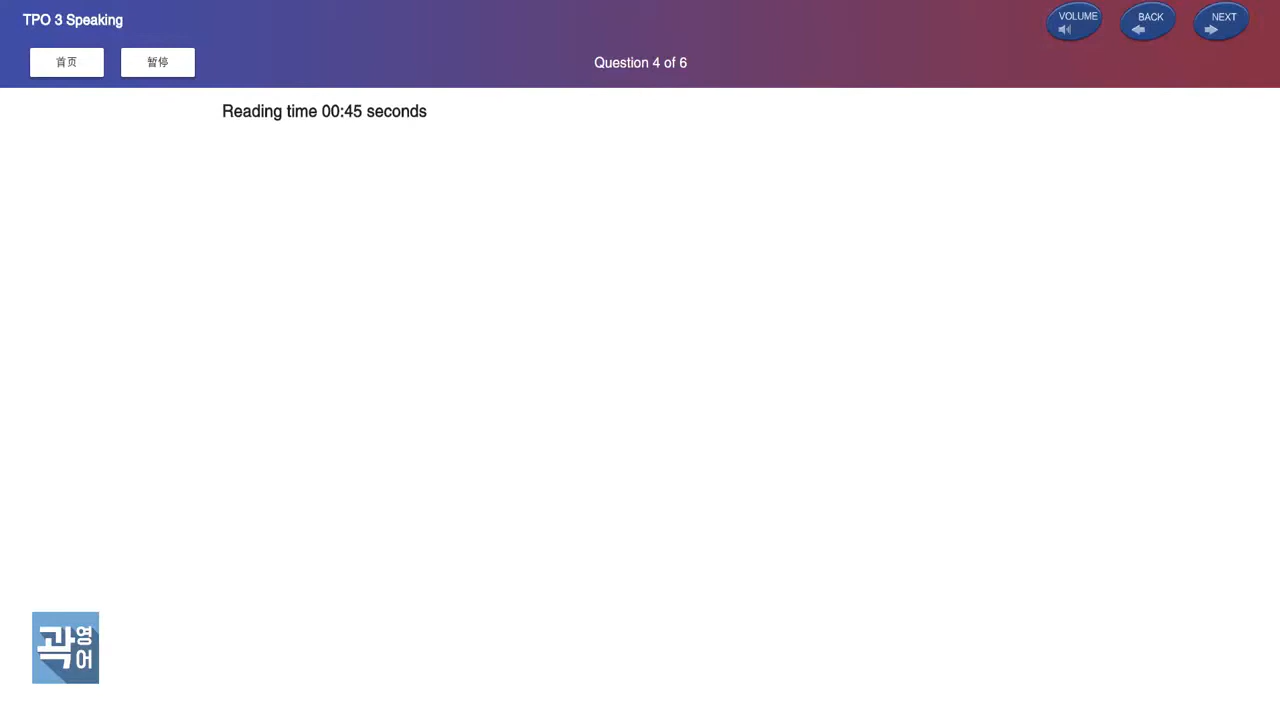 TPO 3 Speaking
VOLUME
BACK
NEXT
首页
暂停
Question 4 of 6
Reading time 00:45 seconds
곽영어